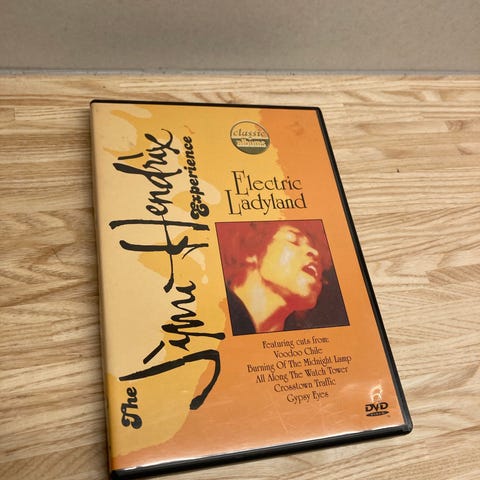 The
Jimi Hendrix
Experience
classic
albums
Electric
Ladyland
Featuring cuts from:
Voodoo Chile
Burning Of The Midnight Lamp
All Along The Watch Tower
Crosstown Traffic
Gypsy Eyes
DVD
VIDEO